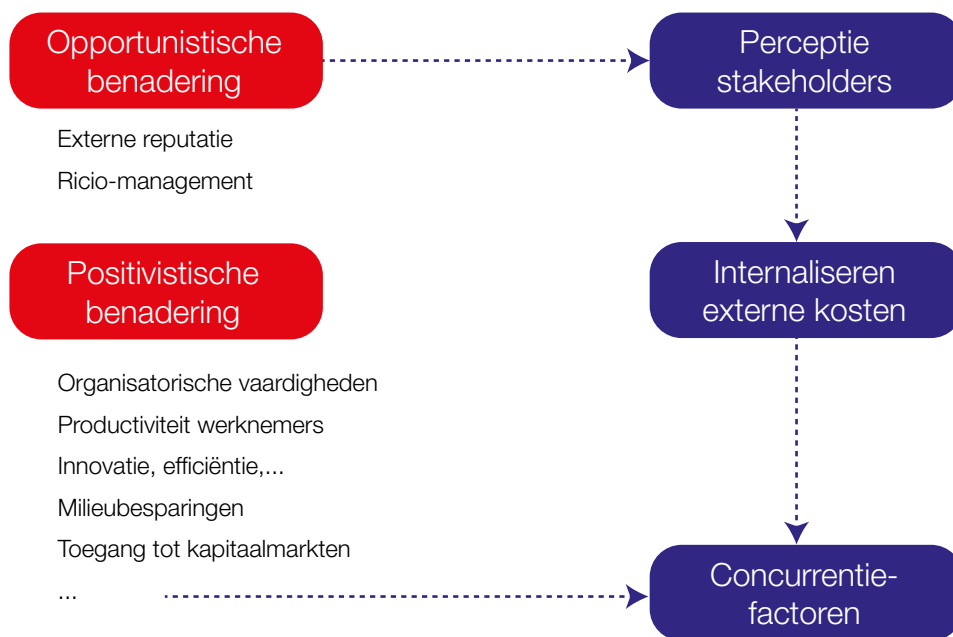 Opportunistische
benadering
Perceptie
stakeholders
Externe reputatie
Ricio-management
Positivistische
benadering
Internaliseren
externe kosten
Organisatorische vaardigheden
Productiviteit werknemers
Innovatie, efficiëntie,...
Milieubesparingen
Toegang tot kapitaalmarkten
...
Concurrentie-
factoren